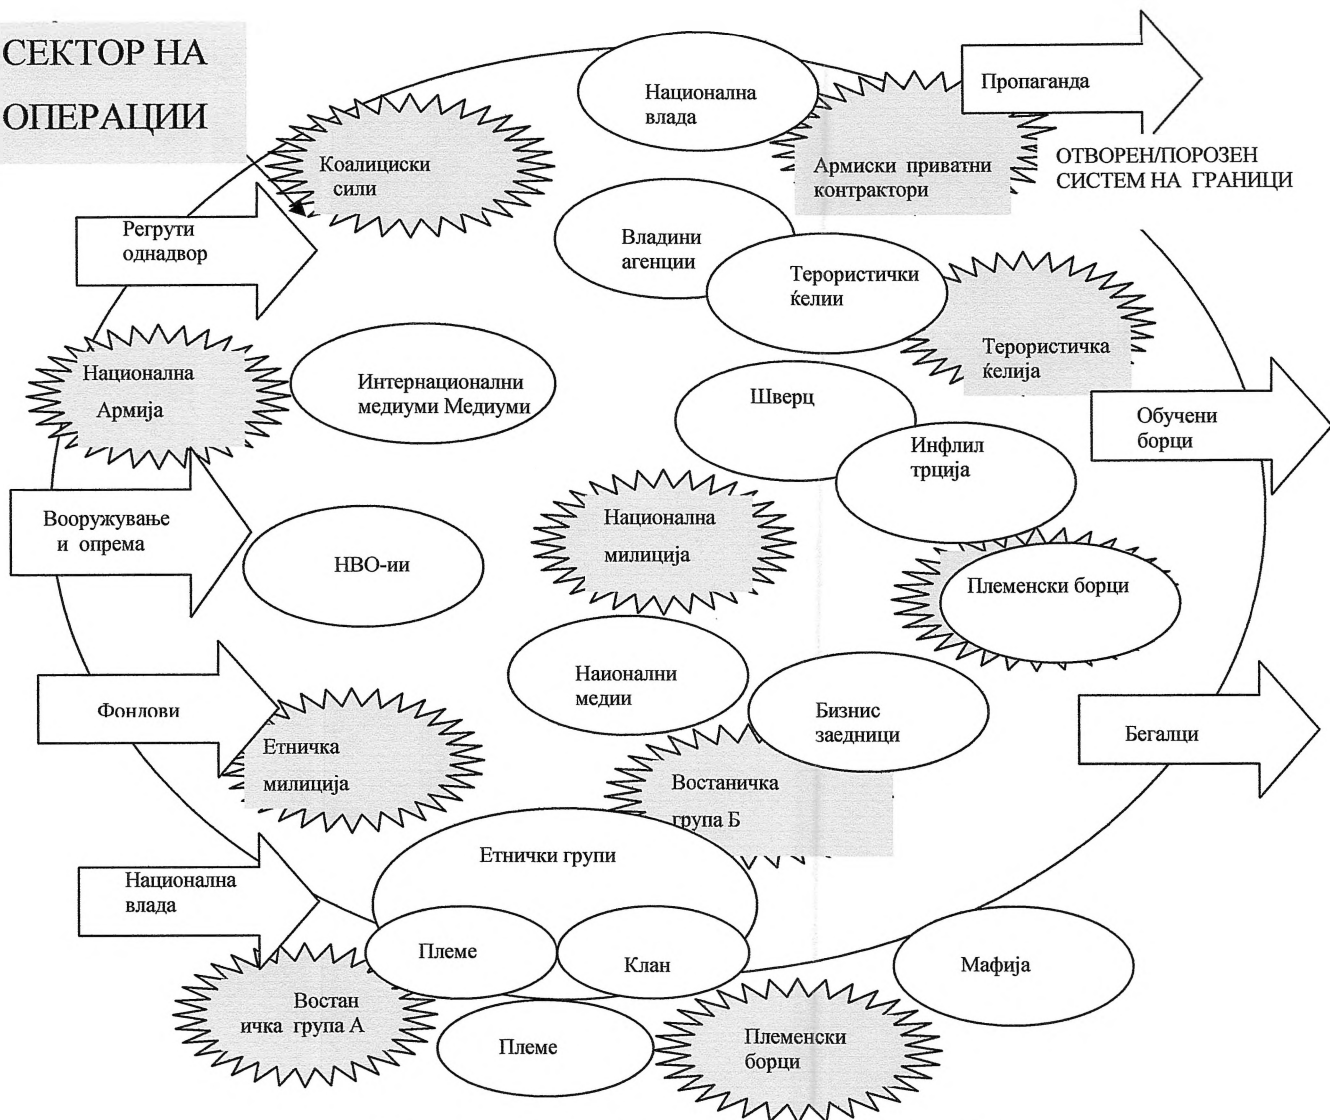 СЕКТОР НА
ОПЕРАЦИИ
Национална
влада
Пропаганда
Коалициски
сили
Армиски приватни
контрактори
ОТВОРЕН/ПОРОЗЕН
СИСТЕМ НА ГРАНИЦИ
Регрути
однадвор
Владини
агенции
Терористички
ќелии
Терористичка
ќелија
Национална
Армија
Интернационални
медиуми Медиуми
Шверц
Обучени
борци
Инфлил
трција
Вооружување
и опрема
НВО-ии
Национална
милиција
Племенски борци
Наионални
медии
Фонлови
Бизнис
заедници
Бегалци
Етничка
милиција
Востаничка
група Б
Етнички групи
Национална
влада
Племе
Клан
Мафија
Востан
ичка група А
Племе
Племенски
борци